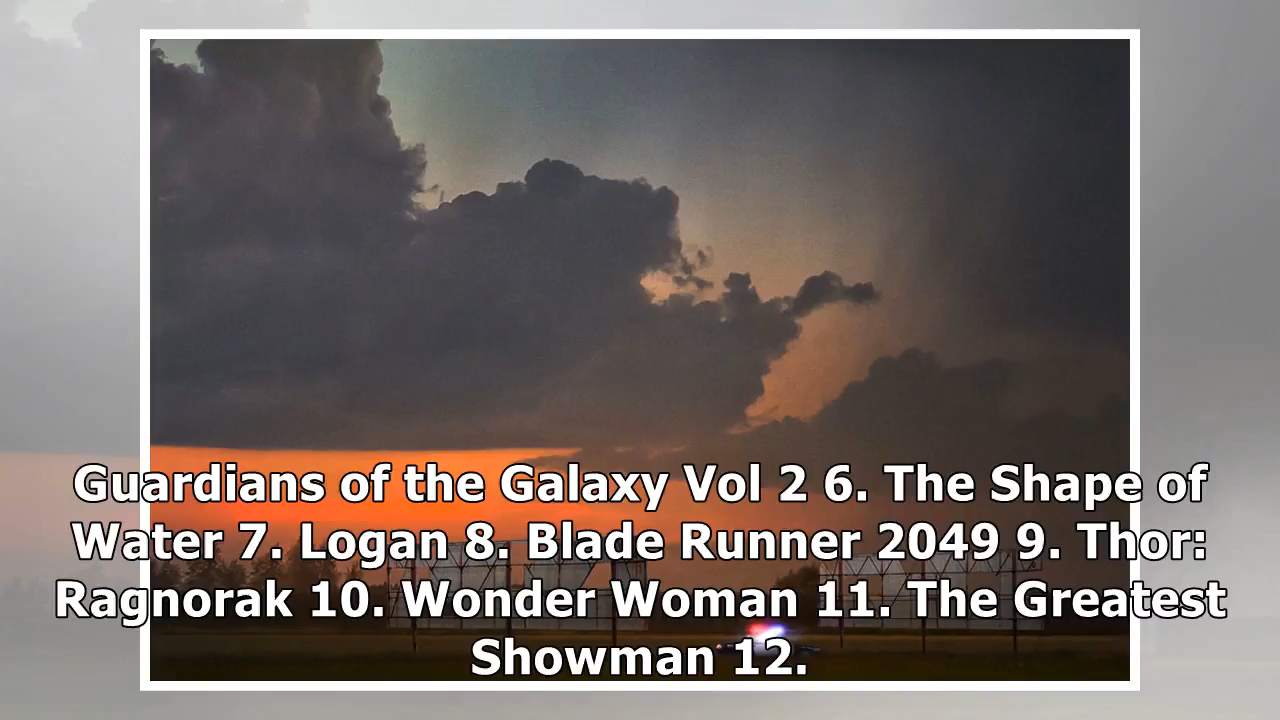 Guardians of the Galaxy Vol 2 6. The Shape of
Water 7. Logan 8. Blade Runner 2049 9. Thor:
Ragnorak 10. Wonder Woman 11. The Greatest
Showman 12.